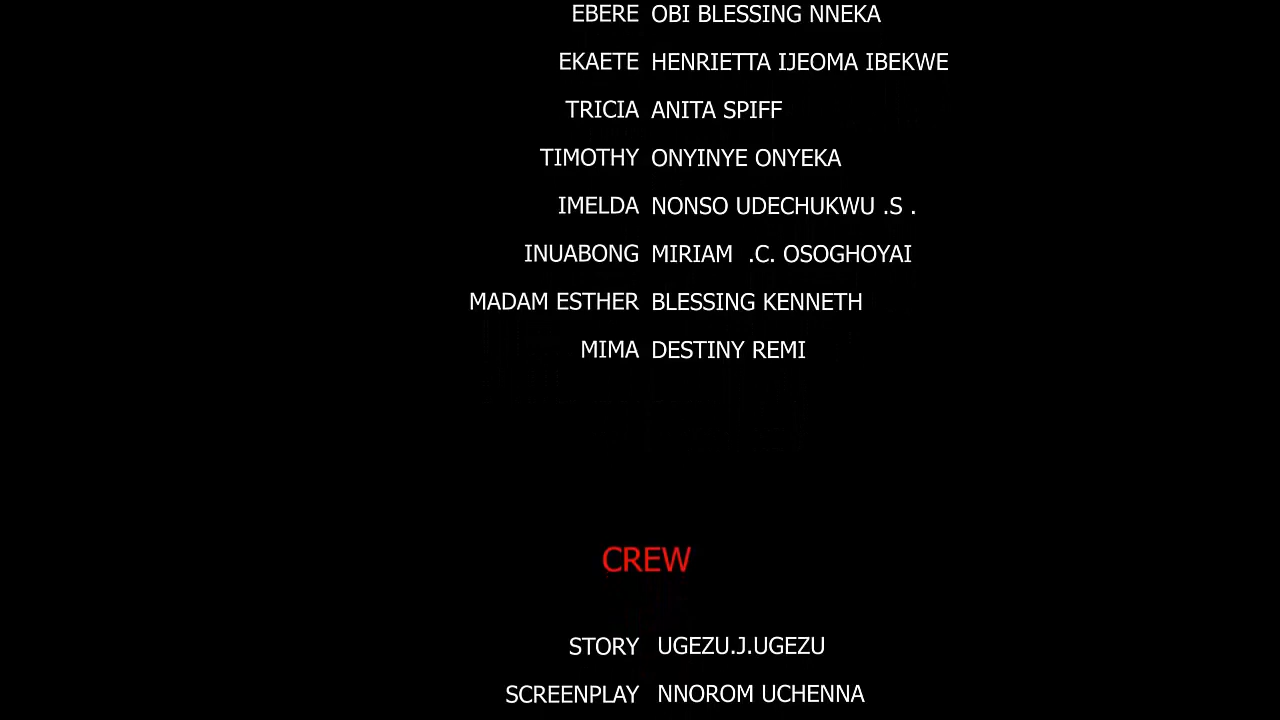 EBERE OBI BLESSING NNEKA
EKAETE HENRIETTA IJEOMA IBEKWE
TRICIA ANITA SPIFF
TIMOTHY ONYINYE ONYEKA
IMELDA NONSO UDECHUKWU .S .
INUABONG MIRIAM .C. OSOGHOYAI
MADAM ESTHER BLESSING KENNETH
MIMA DESTINY REMI
CREW
STORY UGEZU.J.UGEZU
SCREENPLAY NNOROM UCHENNA